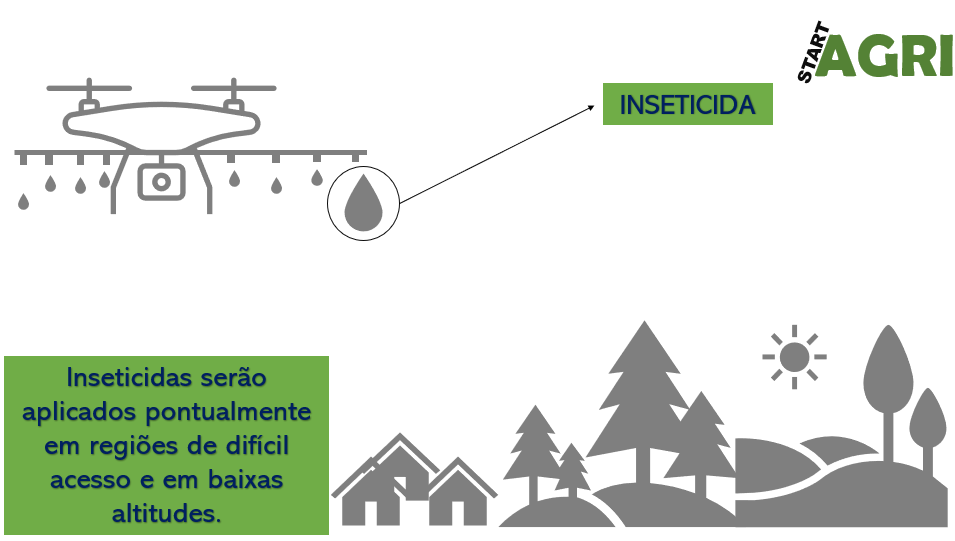 START
AGRI
INSETICIDA
Inseticidas serão
aplicados pontualmente
em regiões de difícil
acesso e em baixas
altitudes.